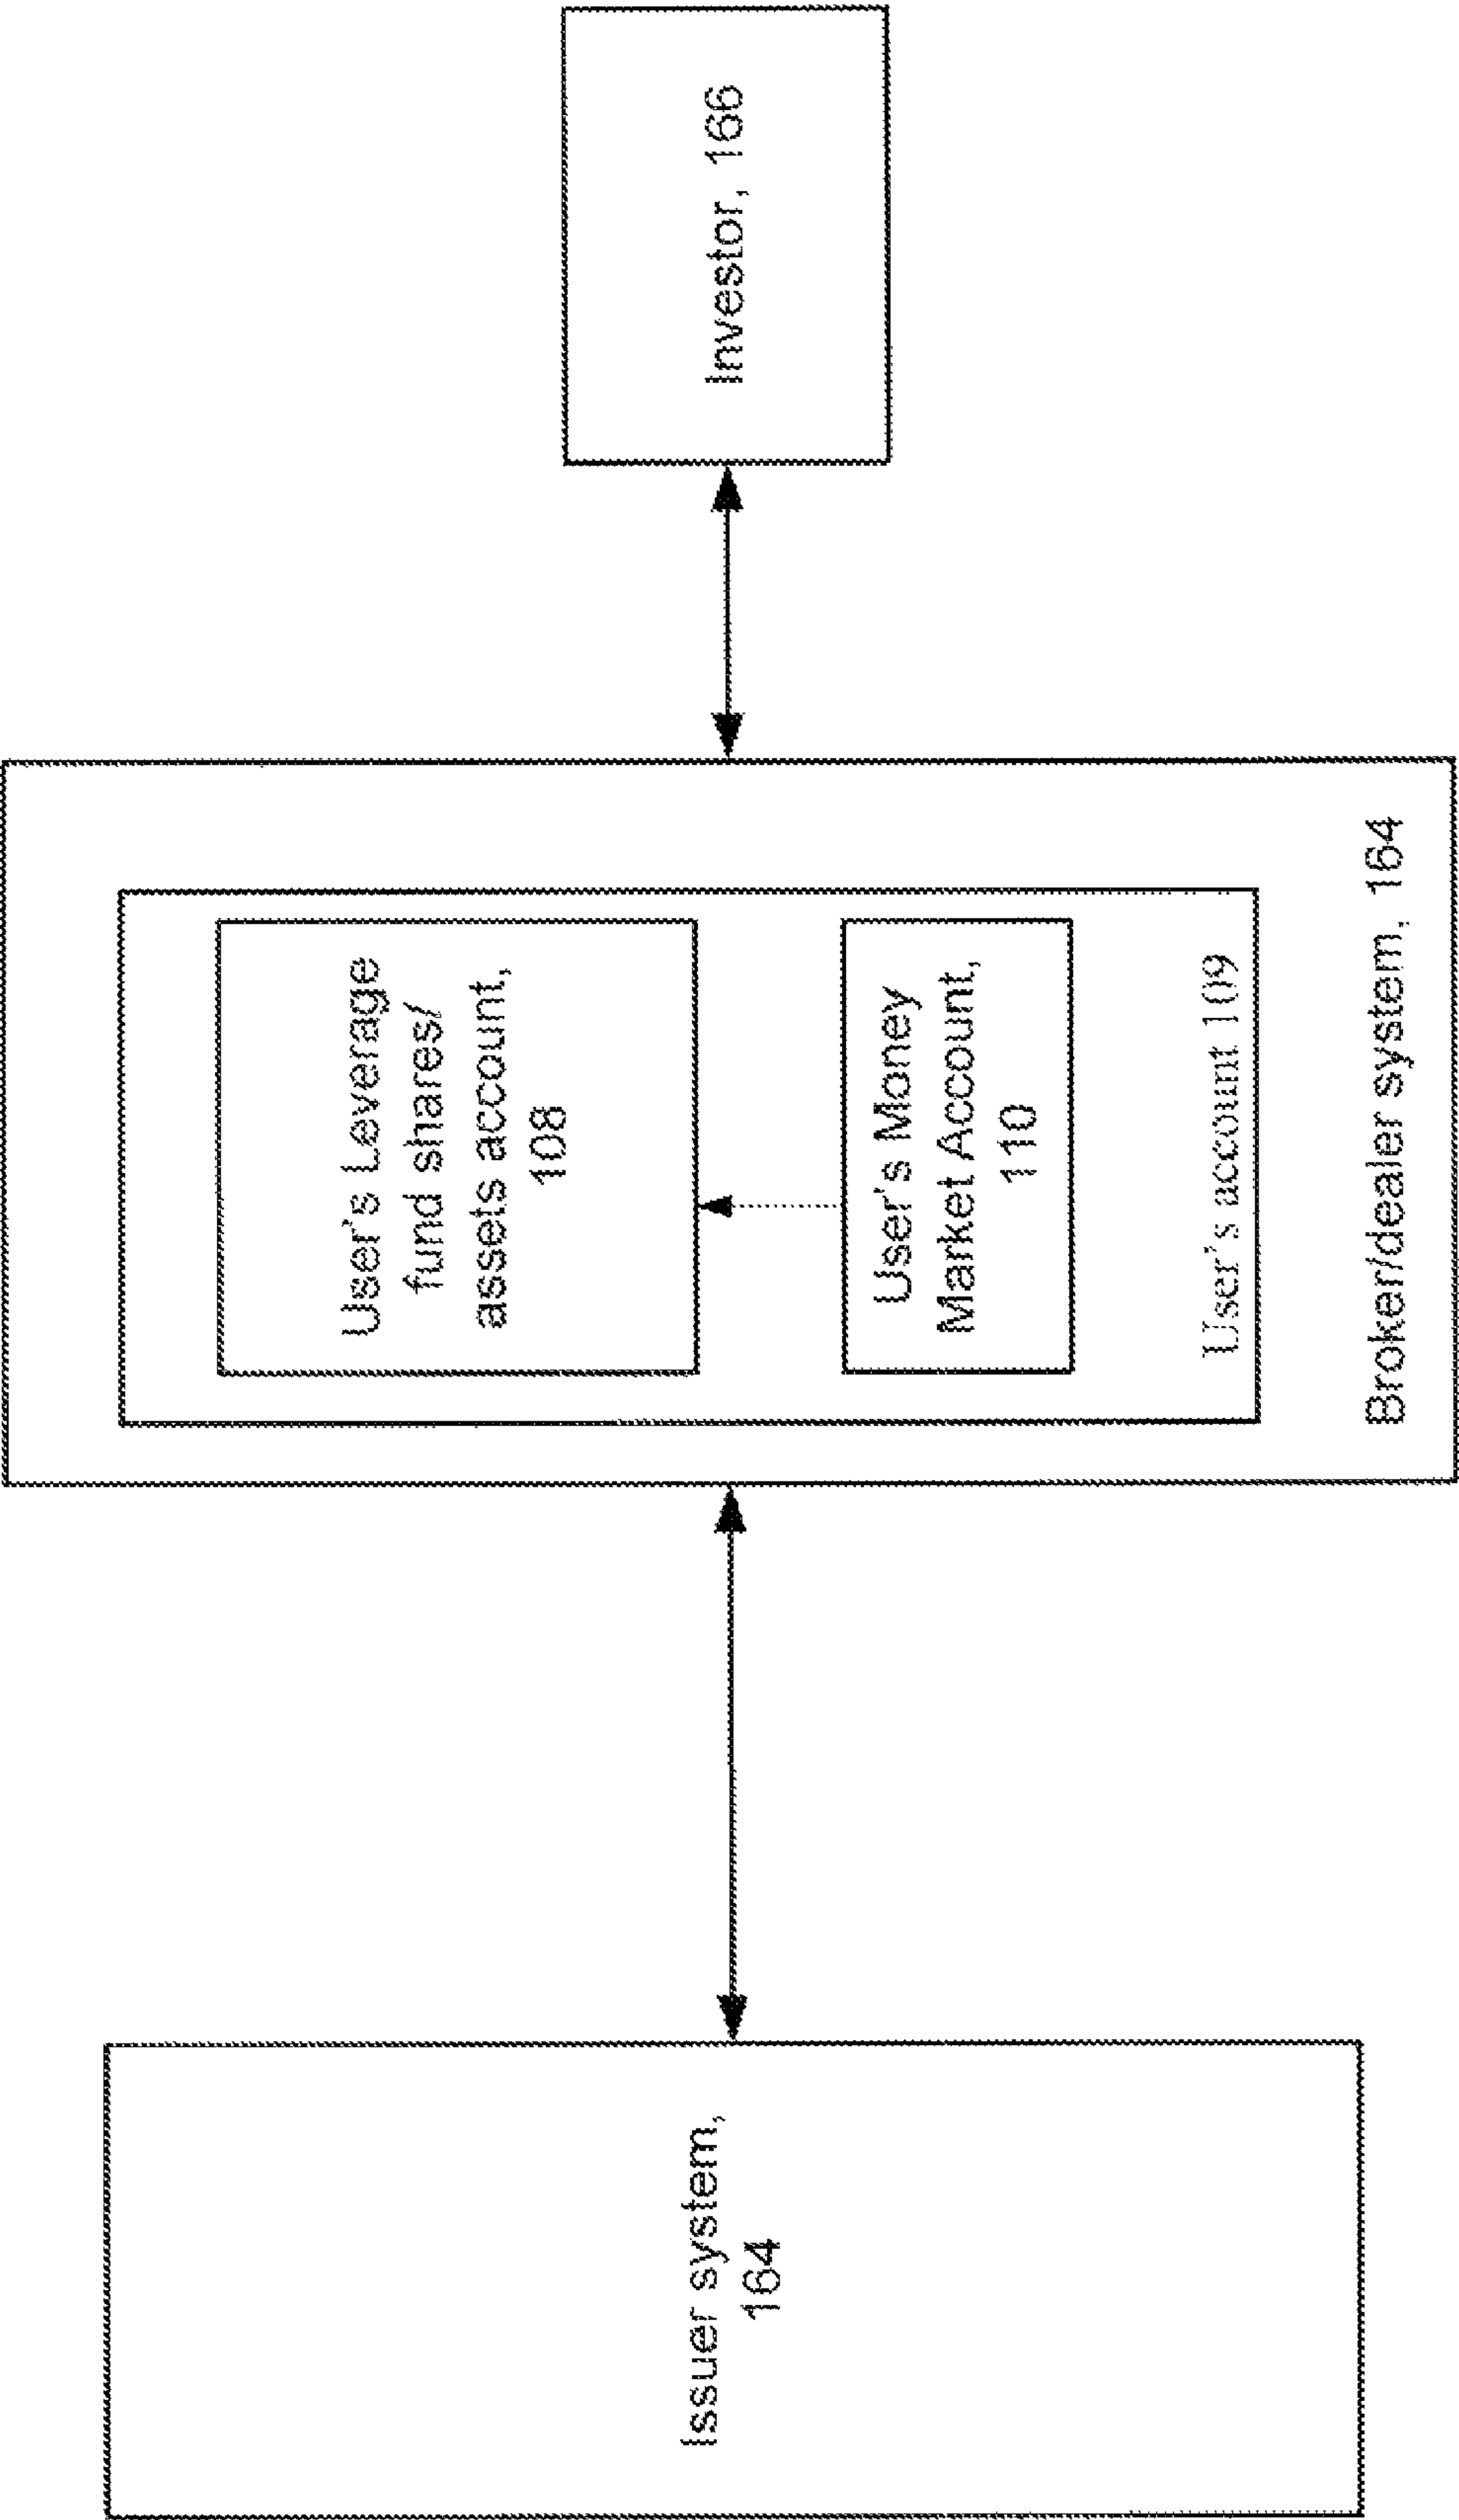 Issuer system,
164
User's Leverage
fund shares/
assets account,
108
User's Money
Market Account,
110
User's account 109
Broker/dealer system, 164
Investor, 166